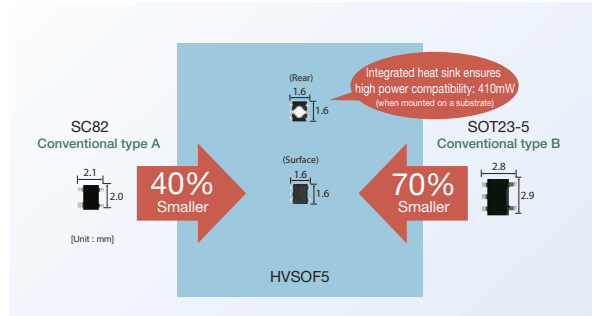 (Rear)
1.6
1.6
Integrated heat sink ensures
high power compatibility: 410mW
(when mounted on a substrate)
SC82
Conventional type A
2.1
2.0
[Unit : mm]
40%
Smaller
(Surface)
1.6
1.6
70%
Smaller
SOT23-5
Conventional type B
2.8
2.9
HVSOF5